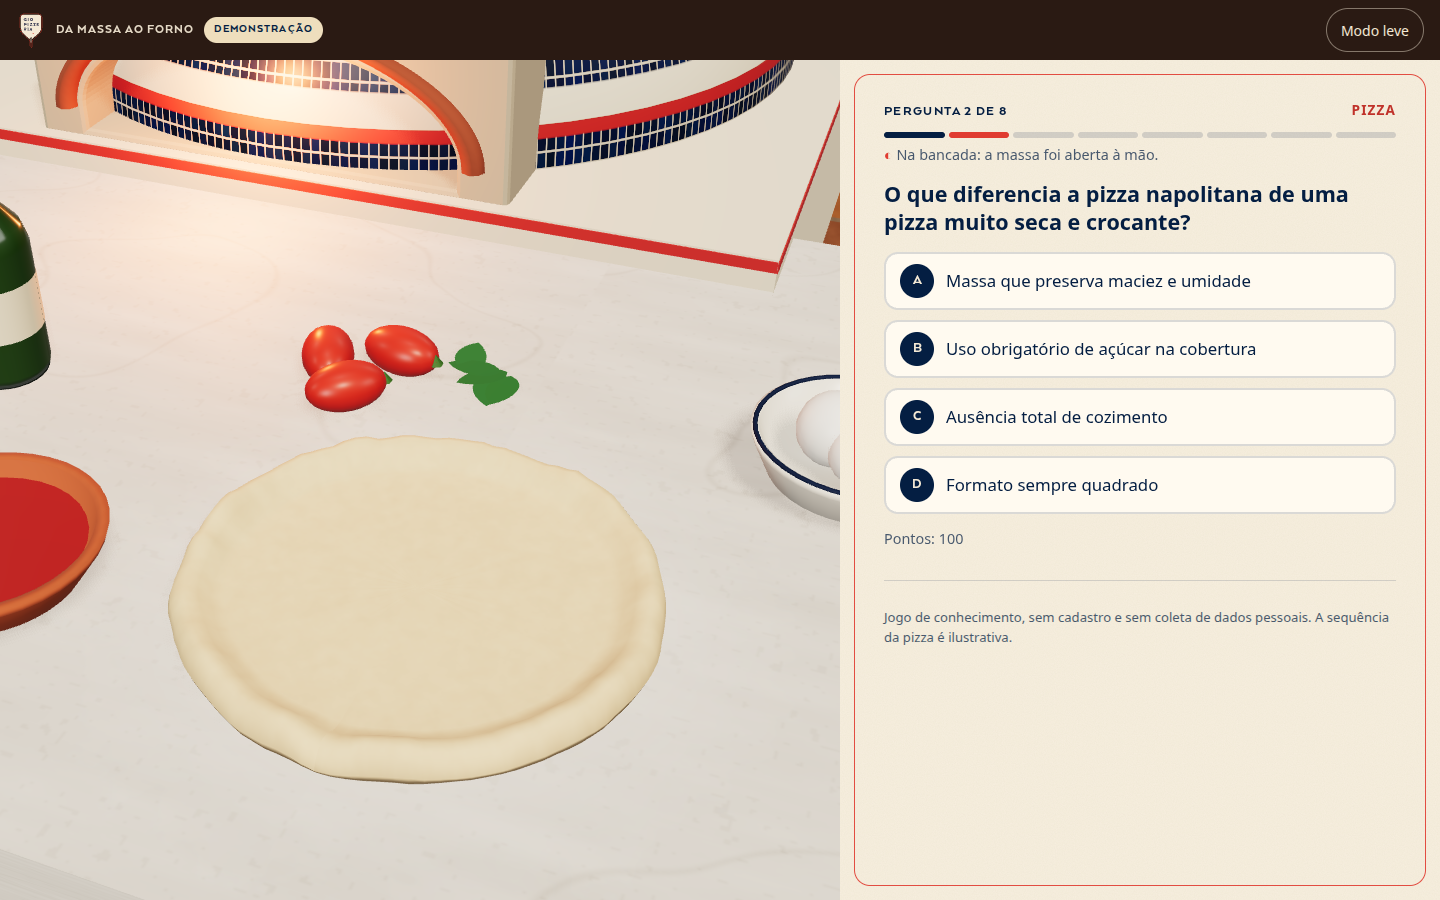 GIO
PIZZE
RIA
DA MASSA AO FORNO
DEMONSTRAÇÃO
Modo leve
PERGUNTA 2 DE 8
PIZZA
Na bancada: a massa foi aberta à mão.
O que diferencia a pizza napolitana de uma
pizza muito seca e crocante?
A Massa que preserva maciez e umidade
B Uso obrigatório de açúcar na cobertura
C Ausência total de cozimento
D Formato sempre quadrado
Pontos: 100
Jogo de conhecimento, sem cadastro e sem coleta de dados pessoais. A sequência
da pizza é ilustrativa.